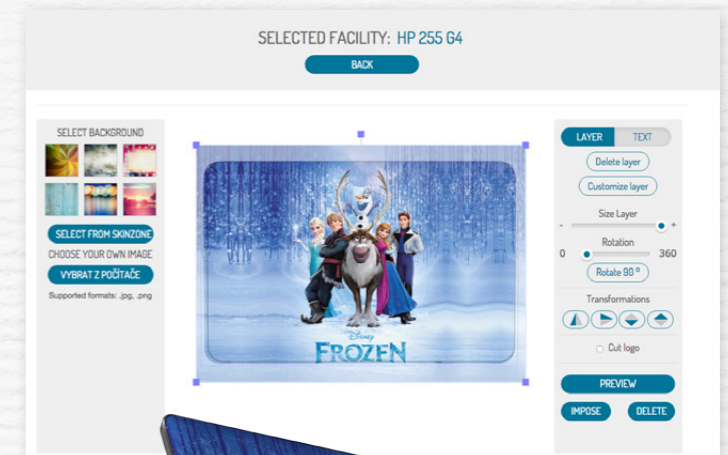 SELECTED FACILITY: HP 255 G4
BACK
SELECT BACKGROUND
SELECT FROM SKINZONE
CHOOSE YOUR OWN IMAGE
VYBRAT Z POČÍTAČE
Supported formats: .jpg, .png
Disney
FROZEN
LAYER TEXT
Delete layer
Customize layer
Size Layer
- +
Rotation
0 360
Rotate 90 °
Transformations
Cut logo
PREVIEW
IMPOSE DELETE